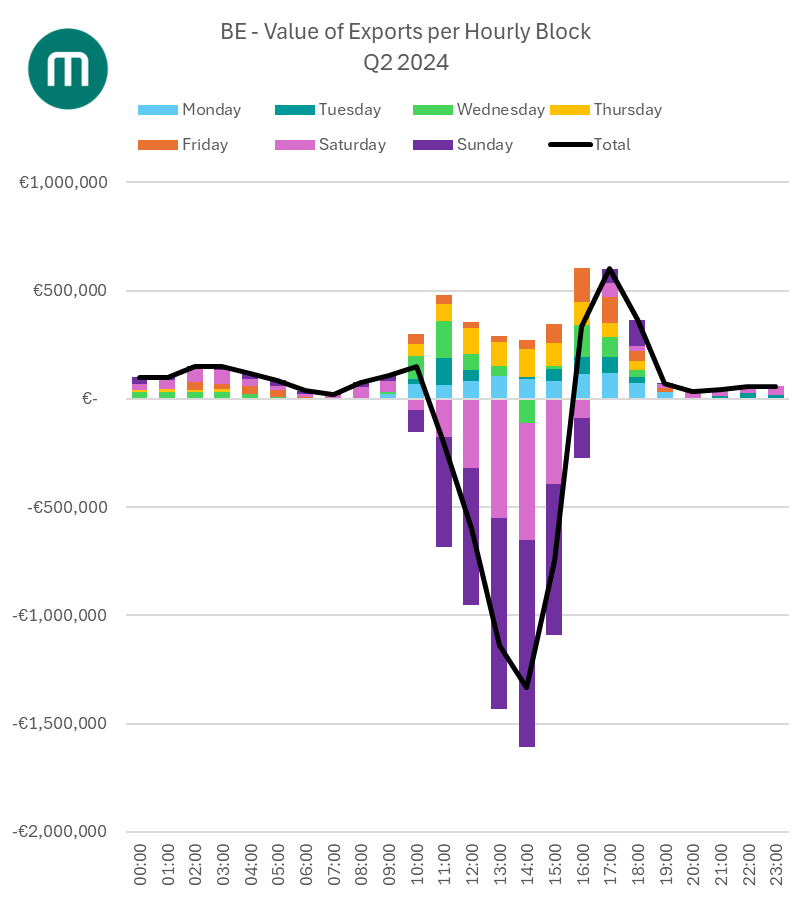 BE - Value of Exports per Hourly Block
Q2 2024
m
Monday Tuesday Wednesday Thursday
Friday Saturday Sunday Total
€1,000,000
€500,000
€-
-€500,000
-€1,000,000
-€1,500,000
-€2,000,000
00:00 01:00 02:00 03:00 04:00 05:00 06:00 07:00 08:00 09:00 10:00 11:00 12:00 13:00 14:00 15:00 16:00 17:00 18:00 19:00 20:00 21:00 22:00 23:00